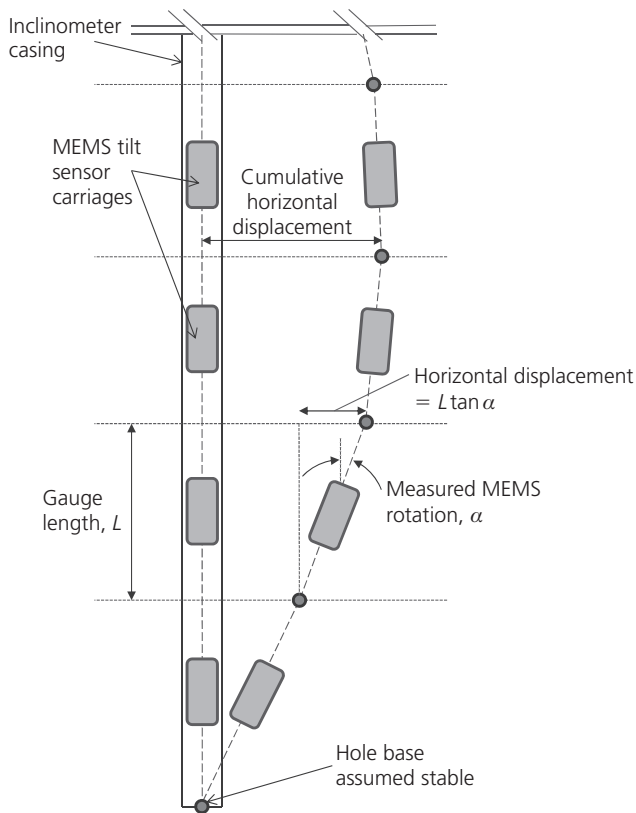 Inclinometer
casing
MEMS tilt
sensor
carriages
Cumulative
horizontal
displacement
Horizontal displacement
= L tan α
Gauge
length, L
Measured MEMS
rotation, α
Hole base
assumed stable